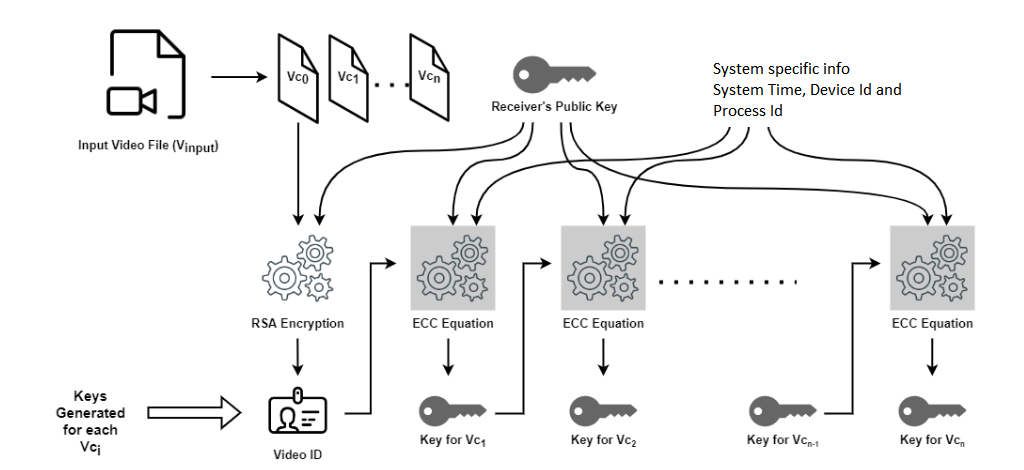 Vc0 Vc1 Vcn
System specific info
System Time, Device Id and
Process Id
Receiver's Public Key
Input Video File (Vinput)
RSA Encryption
ECC Equation
ECC Equation
ECC Equation
Keys
Generated
for each
Vci
Video ID
Key for Vc1
Key for Vc2
Key for Vcn-1
Key for Vcn